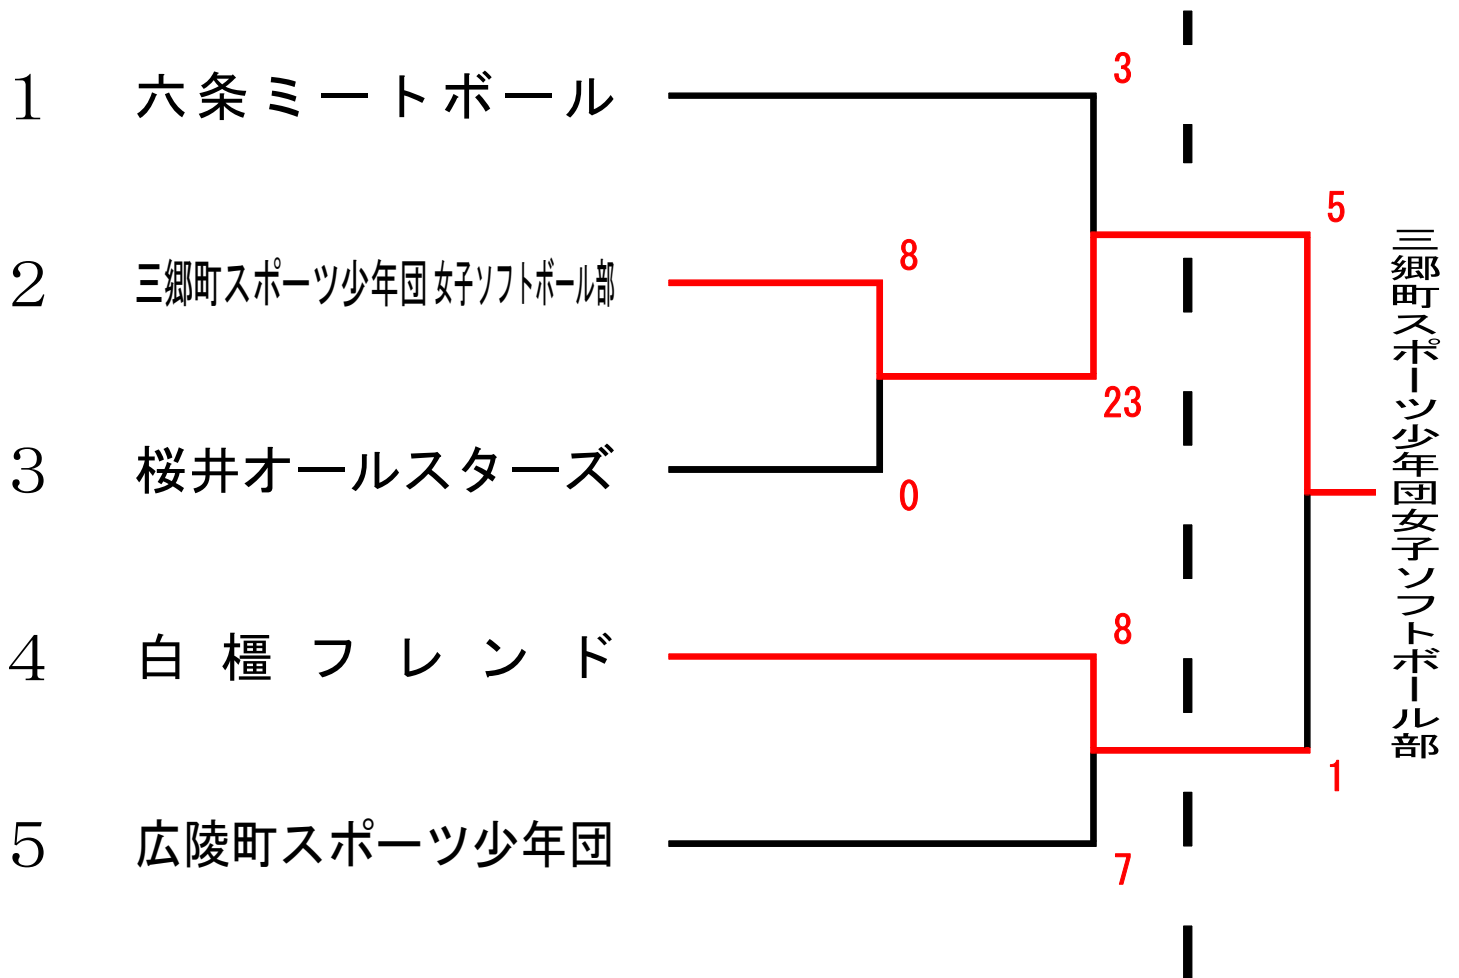 3
1 六条ミートボール
5
8
2 三郷町スポーツ少年団女子ソフトボール部
23
3 桜井オールスターズ
0
8
4 白橿フレンド
1
5 広陵町スポーツ少年団
7
三郷町スポーツ少年団女子ソフトボール部